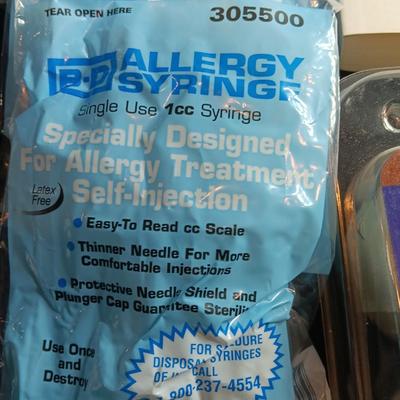 TEAR OPEN HERE 305500
B-D ALLERGY
SYRINGE
Single Use 1cc Syringe
Specially Designed
For Allergy Treatment
Self-Injection
Latex
Free
• Easy-To Read cc Scale
• Thinner Needle For More
Comfortable Injections
• Protective Needle Shield and
Plunger Cap Guarantee Sterili
Use Once
and
Destroy
FOR
DISPOSAL SYRINGES
CALL
800-237-4554